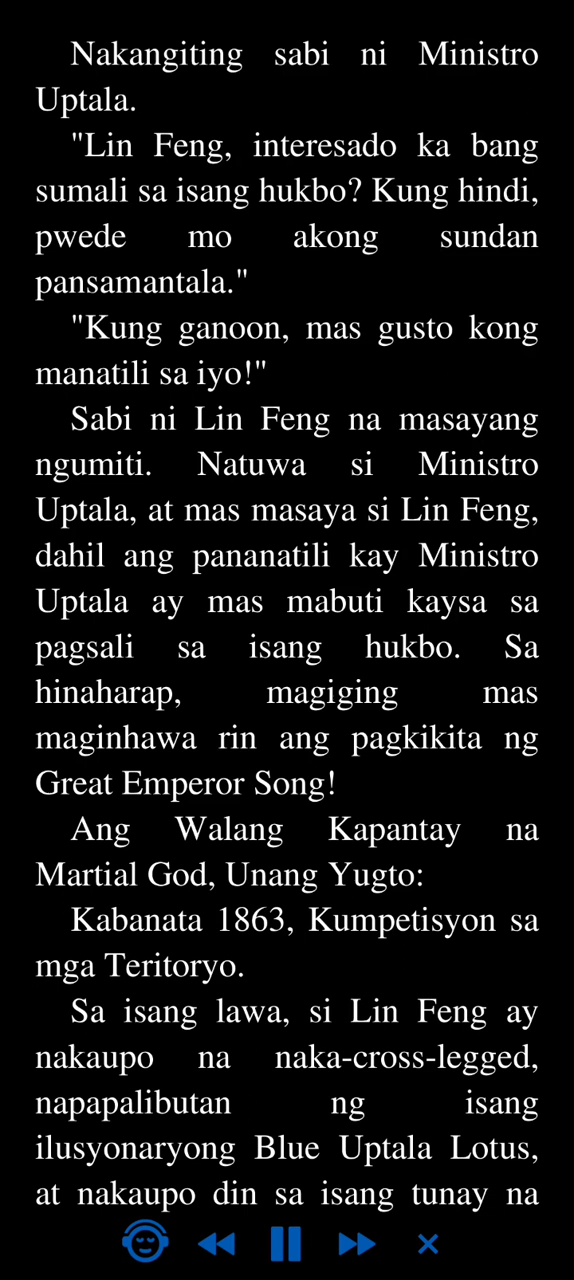 Nakangiting sabi ni Ministro
Uptala.
"Lin Feng, interesado ka bang
sumali sa isang hukbo? Kung hindi,
pwede mo akong sundan
pansamantala."
"Kung ganoon, mas gusto kong
manatili sa iyo!"
Sabi ni Lin Feng na masayang
ngumiti. Natuwa si Ministro
Uptala, at mas masaya si Lin Feng,
dahil ang pananatili kay Ministro
Uptala ay mas mabuti kaysa sa
pagsali sa isang hukbo. Sa
hinaharap, magiging mas
maginhawa rin ang pagkikita ng
Great Emperor Song!
Ang Walang Kapantay na
Martial God, Unang Yugto:
Kabanata 1863, Kumpetisyon sa
mga Teritoryo.
Sa isang lawa, si Lin Feng ay
nakaupo na naka-cross-legged,
napapalibutan ng isang
ilusyonaryong Blue Uptala Lotus,
at nakaupo din sa isang tunay na